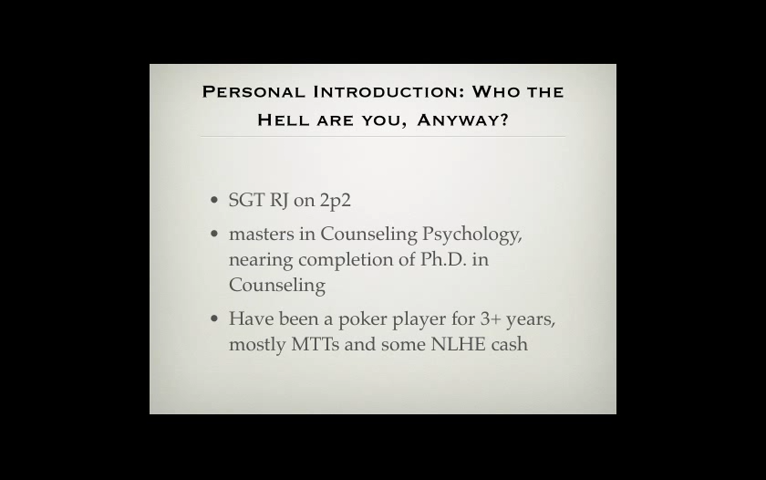 Personal Introduction: Who the
Hell are you, Anyway?
• SGT RJ on 2p2
• masters in Counseling Psychology,
nearing completion of Ph.D. in
Counseling
• Have been a poker player for 3+ years,
mostly MTTs and some NLHE cash